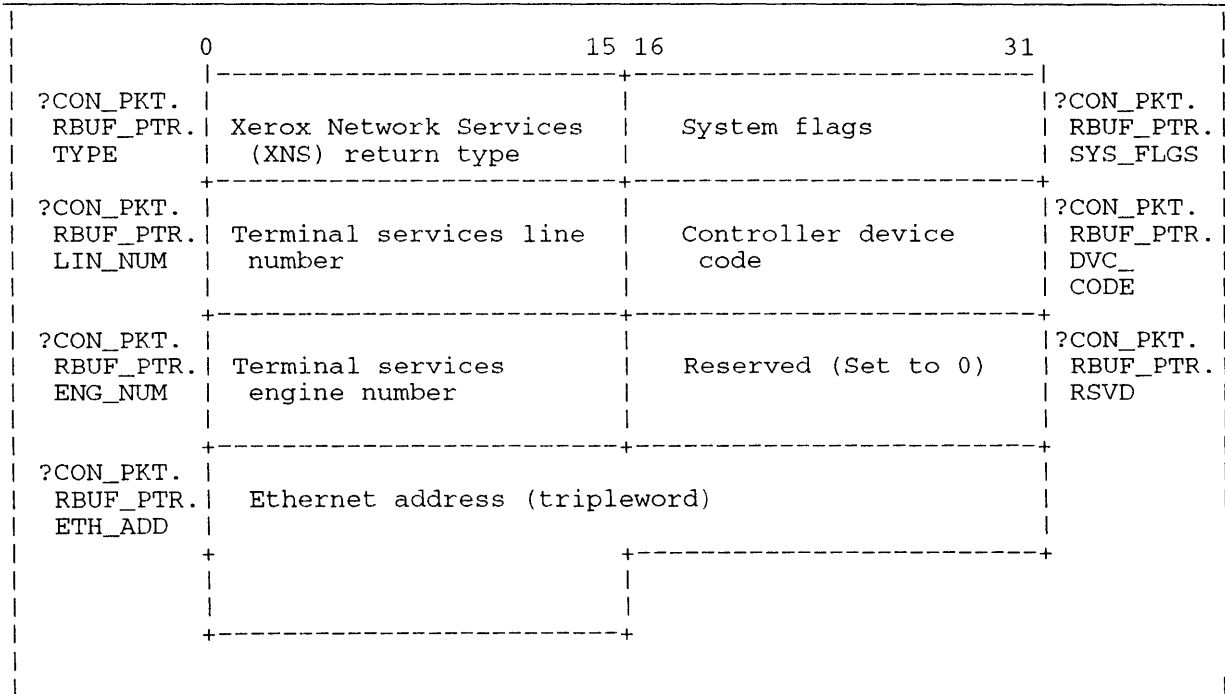 0 15 16 31
?CON_PKT. ?CON_PKT.
RBUF_PTR. Xerox Network Services System flags RBUF_PTR.
TYPE (XNS) return type SYS_FLGS
?CON_PKT. ?CON_PKT.
RBUF_PTR. Terminal services line Controller device RBUF_PTR.
LIN_NUM number code DVC_
CODE
?CON_PKT. ?CON_PKT.
RBUF_PTR. Terminal services Reserved (Set to 0) RBUF_PTR.
ENG_NUM engine number RSVD
?CON_PKT.
RBUF_PTR. Ethernet address (tripleword)
ETH_ADD